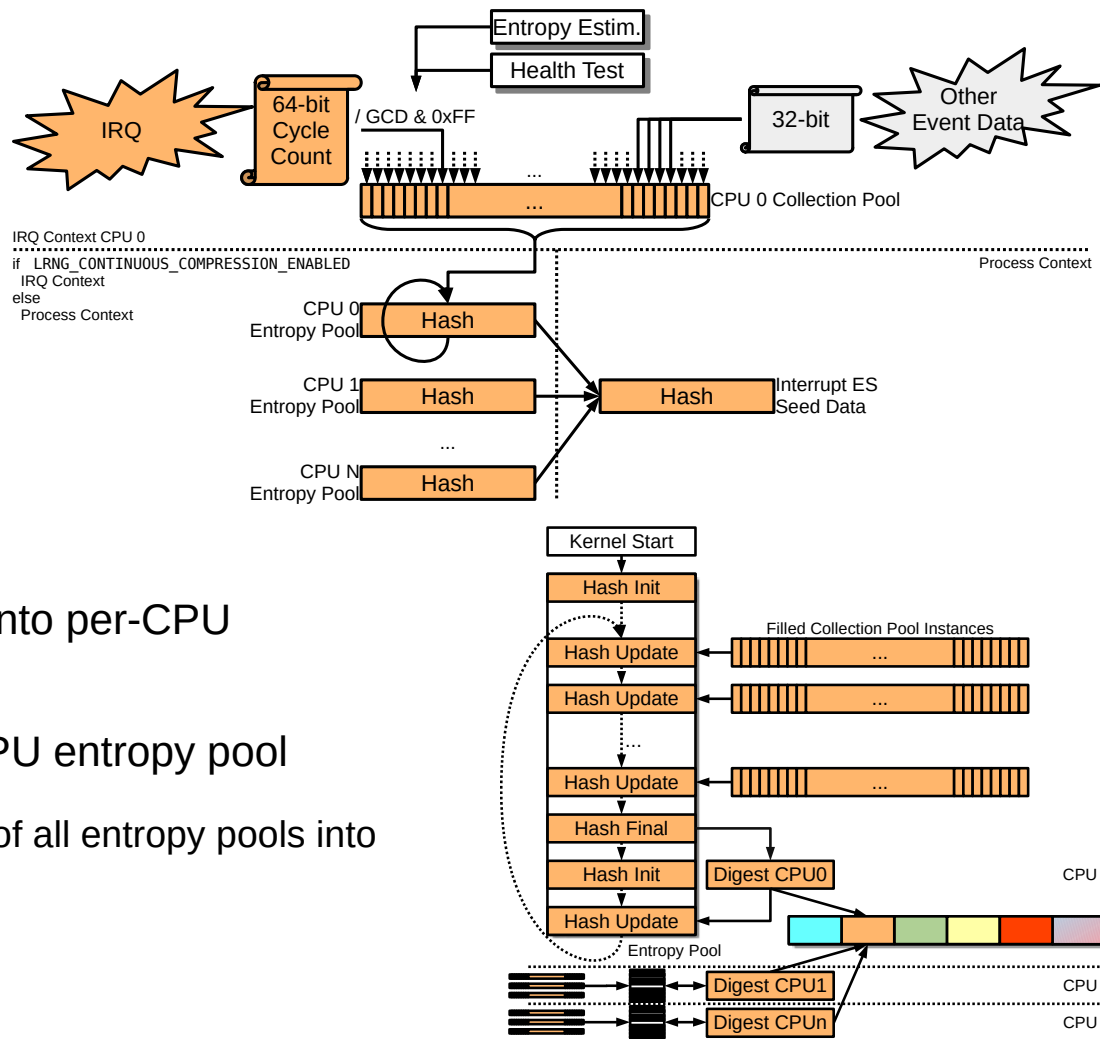 Entropy Estim.
Health Test
IRQ
64-bit
Cycle
Count
/ GCD & 0xFF
32-bit
Other
Event Data
...
...
CPU 0 Collection Pool
IRQ Context CPU 0
if LRNG_CONTINUOUS_COMPRESSION_ENABLED
IRQ Context
else
Process Context
Process Context
CPU 0
Entropy Pool
Hash
CPU 1
Entropy Pool
Hash
Hash
Interrupt ES
Seed Data
...
CPU N
Entropy Pool
Hash
Kernel Start
Hash Init
nto per-CPU
Filled Collection Pool Instances
Hash Update
...
Hash Update
...
PU entropy pool
...
Hash Update
...
of all entropy pools into
Hash Final
Hash Init
Digest CPU0
CPU
Hash Update
Entropy Pool
Digest CPU1
CPU
Digest CPUn
CPU